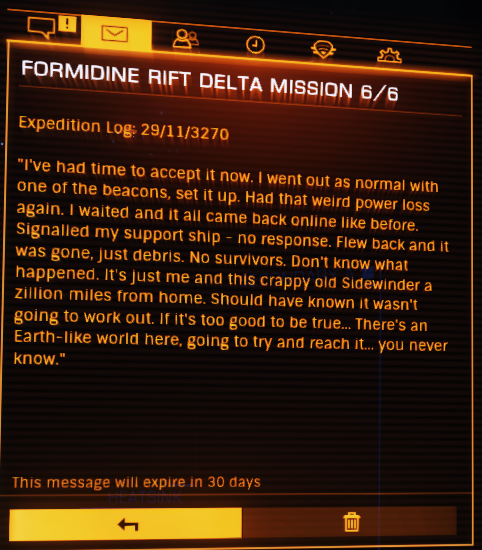 FORMIDINE RIFT DELTA MISSION 6/6
Expedition Log: 29/11/3270
"I've had time to accept it now. I went out as normal with
one of the beacons, set it up. Had that weird power loss
again. I waited and it all came back online like before.
Signalled my support ship - no response. Flew back and it
was gone, just debris. No survivors. Don't know what
happened. It's just me and this crappy old Sidewinder a
zillion miles from home. Should have known it wasn't
going to work out. If it's too good to be true... There's an
Earth-like world here, going to try and reach it... you never
know."
This message will expire in 30 days
HEATSINK